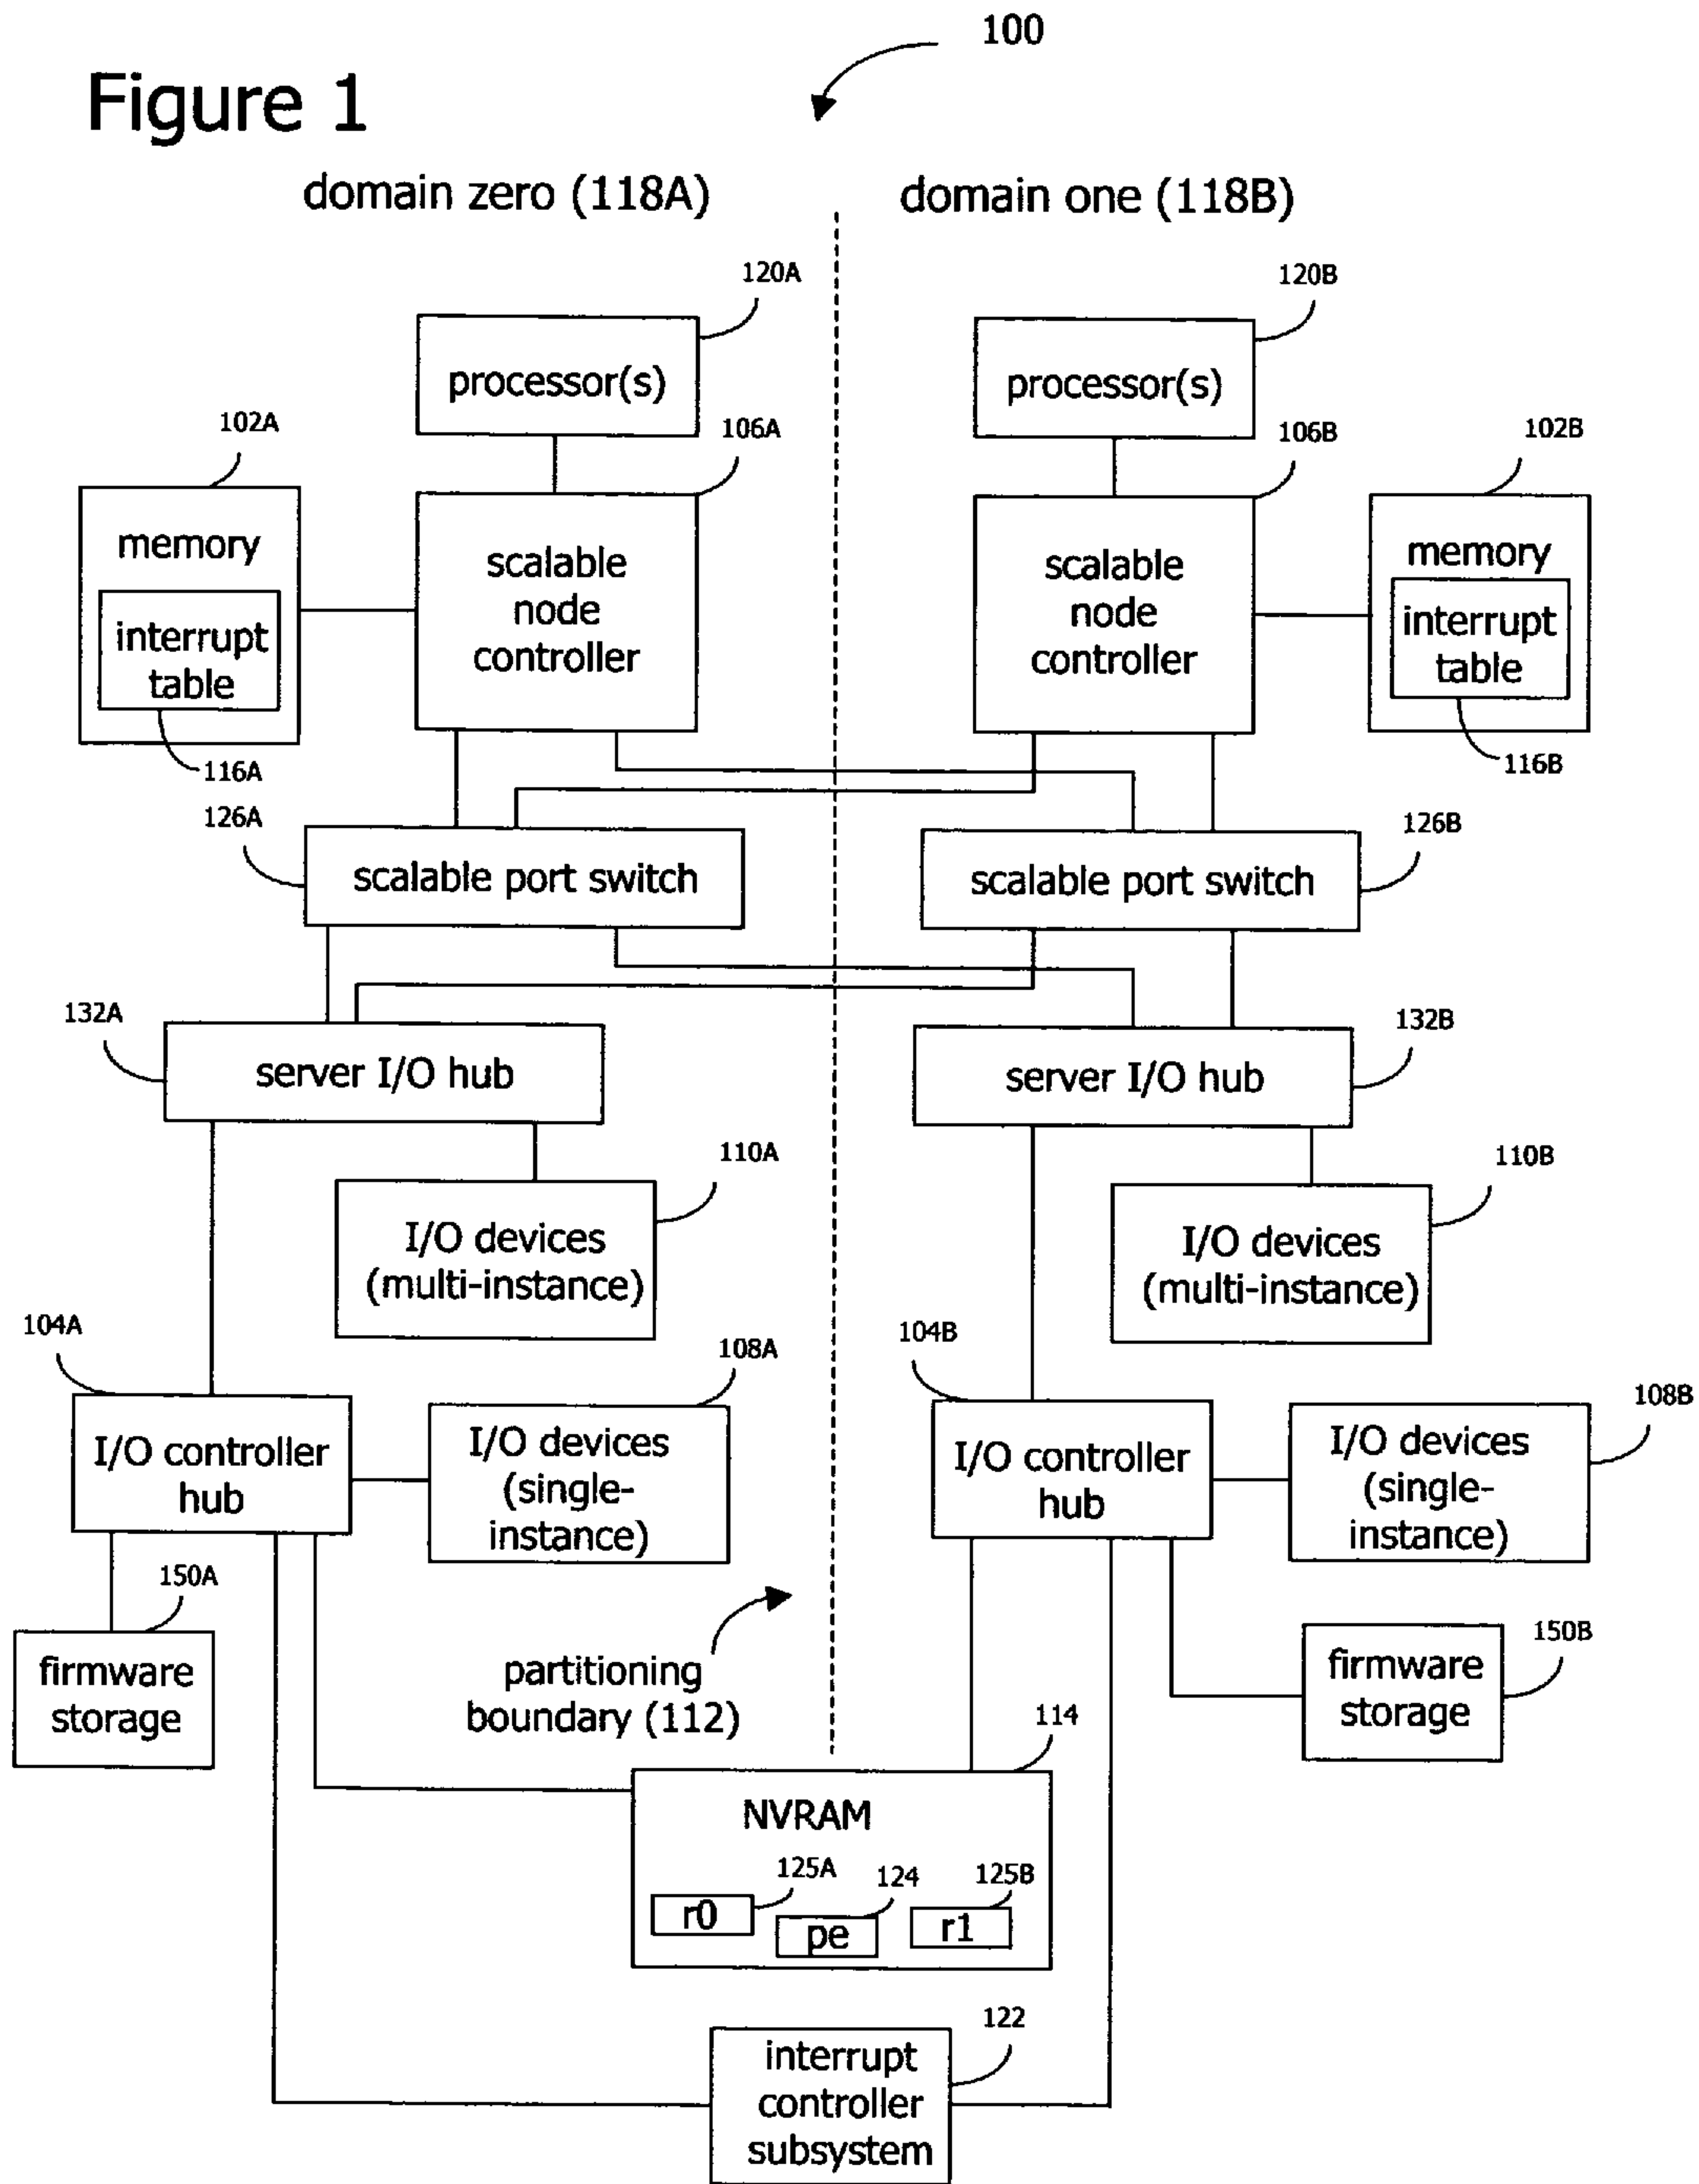 100
Figure 1
domain zero (118A)
domain one (118B)
120A
120B
processor(s)
processor(s)
102A
106A
106B
102B
memory
interrupt
table
scalable
node
controller
scalable
node
controller
memory
interrupt
table
116A
116B
126A
126B
scalable port switch
scalable port switch
132A
132B
server I/O hub
server I/O hub
110A
110B
I/O devices
(multi-instance)
I/O devices
(multi-instance)
104A
108A
104B
108B
I/O controller
hub
I/O devices
(single-
instance)
I/O controller
hub
I/O devices
(single-
instance)
150A
150B
firmware
storage
partitioning
boundary (112)
firmware
storage
114
NVRAM
125A
124
125B
r0
pe
r1
122
interrupt
controller
subsystem